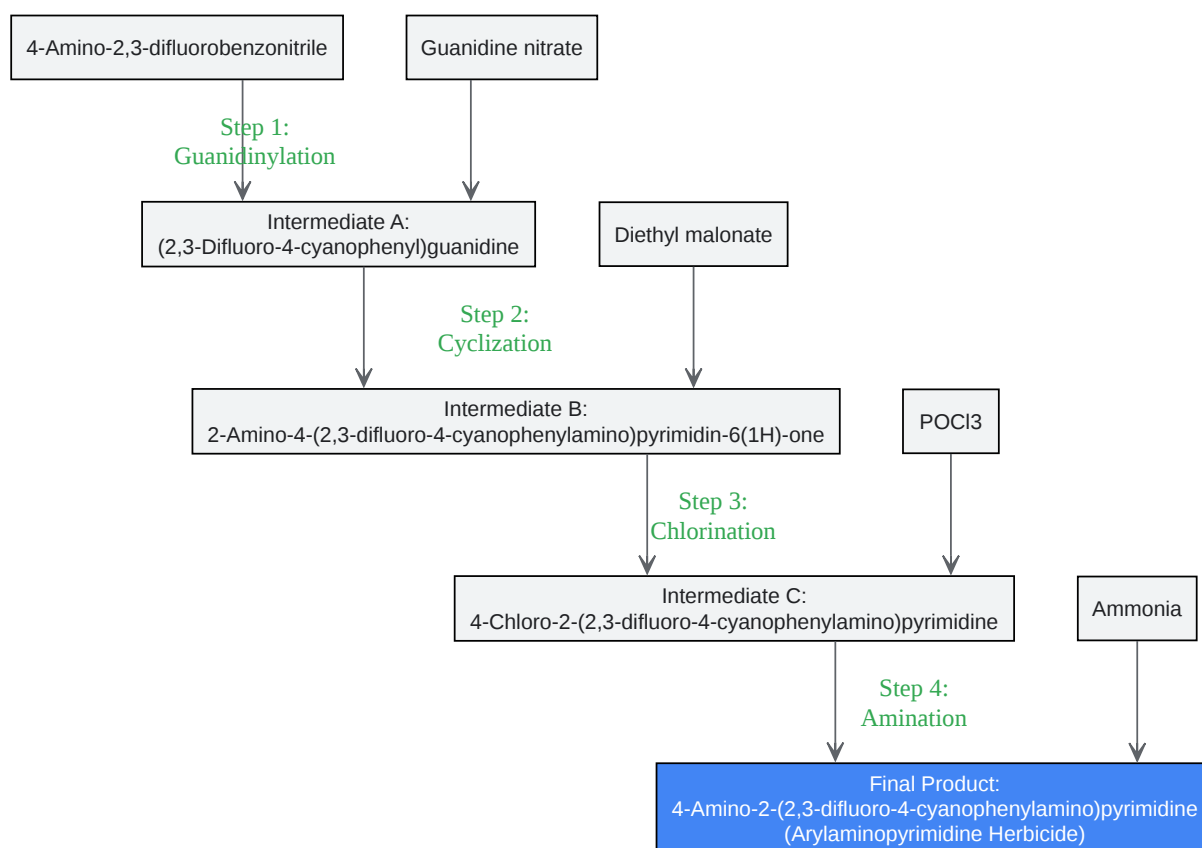 4-Amino-2,3-difluorobenzonitrile
Guanidine nitrate
Step 1:
Guanidinylation
Intermediate A:
(2,3-Difluoro-4-cyanophenyl)guanidine
Diethyl malonate
Step 2:
Cyclization
Intermediate B:
2-Amino-4-(2,3-difluoro-4-cyanophenylamino)pyrimidin-6(1H)-one
POCl3
Step 3:
Chlorination
Intermediate C:
4-Chloro-2-(2,3-difluoro-4-cyanophenylamino)pyrimidine
Ammonia
Step 4:
Amination
Final Product:
4-Amino-2-(2,3-difluoro-4-cyanophenylamino)pyrimidine
(Arylaminopyrimidine Herbicide)